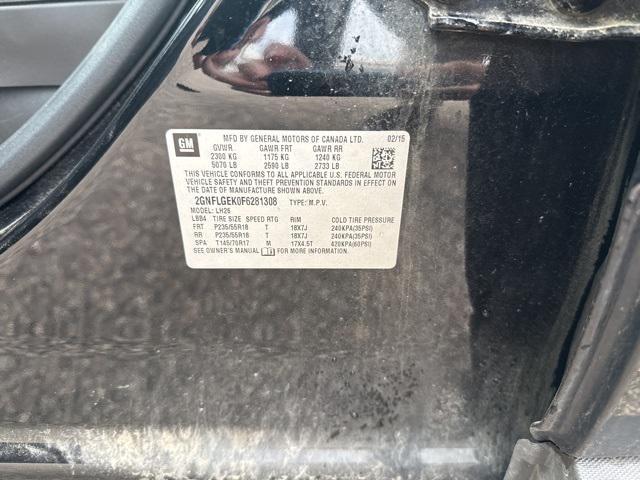 GM MFD BY GENERAL MOTORS OF CANADA LTD. 02/15
GVWR GAWR FRT GAWR RR
2300 KG 1175 KG 1240 KG
5070 LB 2590 LB 2733 LB
THIS VEHICLE CONFORMS TO ALL APPLICABLE U.S. FEDERAL MOTOR
VEHICLE SAFETY AND THEFT PREVENTION STANDARDS IN EFFECT ON
THE DATE OF MANUFACTURE SHOWN ABOVE.
2GNFLGEK0F6281308 TYPE: M.P.V.
MODEL: LH26
LBB4 TIRE SIZE SPEED RTG RIM COLD TIRE PRESSURE
FRT P235/55R18 T 18X7J 240KPA(35PSI)
RR P235/55R18 T 18X7J 240KPA(35PSI)
SPA T145/70R17 M 17X4.5T 420KPA(60PSI)
SEE OWNER'S MANUAL FOR MORE INFORMATION.